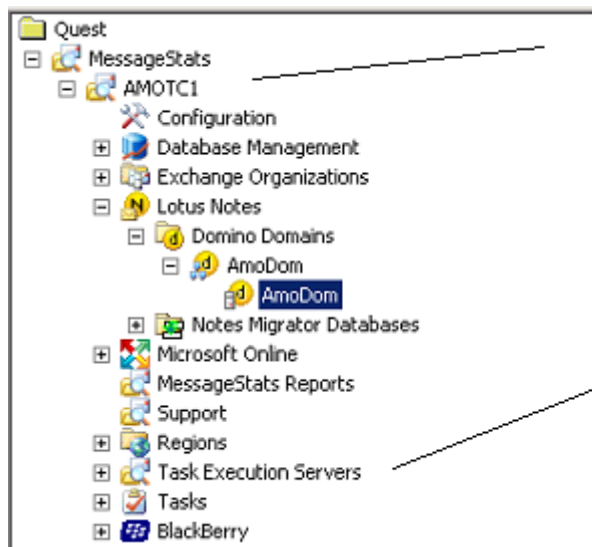 Quest
MessageStats
AMOTC1
Configuration
Database Management
Exchange Organizations
Lotus Notes
Domino Domains
AmoDom
AmoDom
Notes Migrator Databases
Microsoft Online
MessageStats Reports
Support
Regions
Task Execution Servers
Tasks
BlackBerry